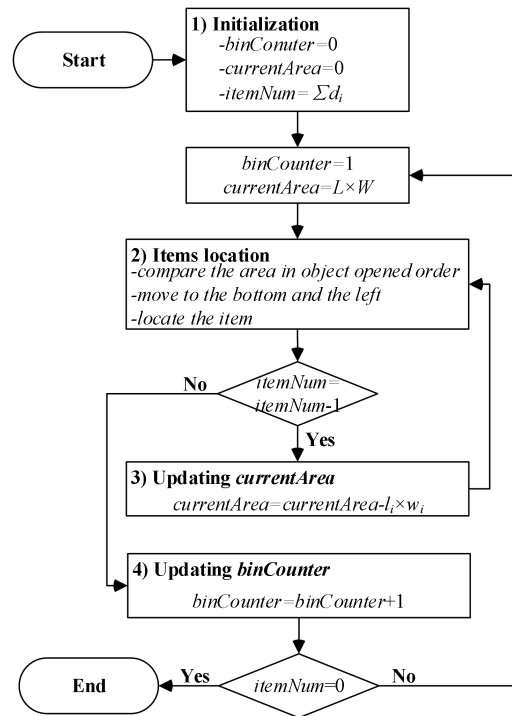 Start
1) Initialization
-binConuter=0
-currentArea=0
-itemNum= Σdi
binCounter=1
currentArea=L×W
2) Items location
-compare the area in object opened order
-move to the bottom and the left
-locate the item
No
itemNum=
itemNum-1
Yes
3) Updating currentArea
currentArea=currentArea-li×wi
4) Updating binCounter
binCounter=binCounter+1
End
Yes
itemNum=0
No